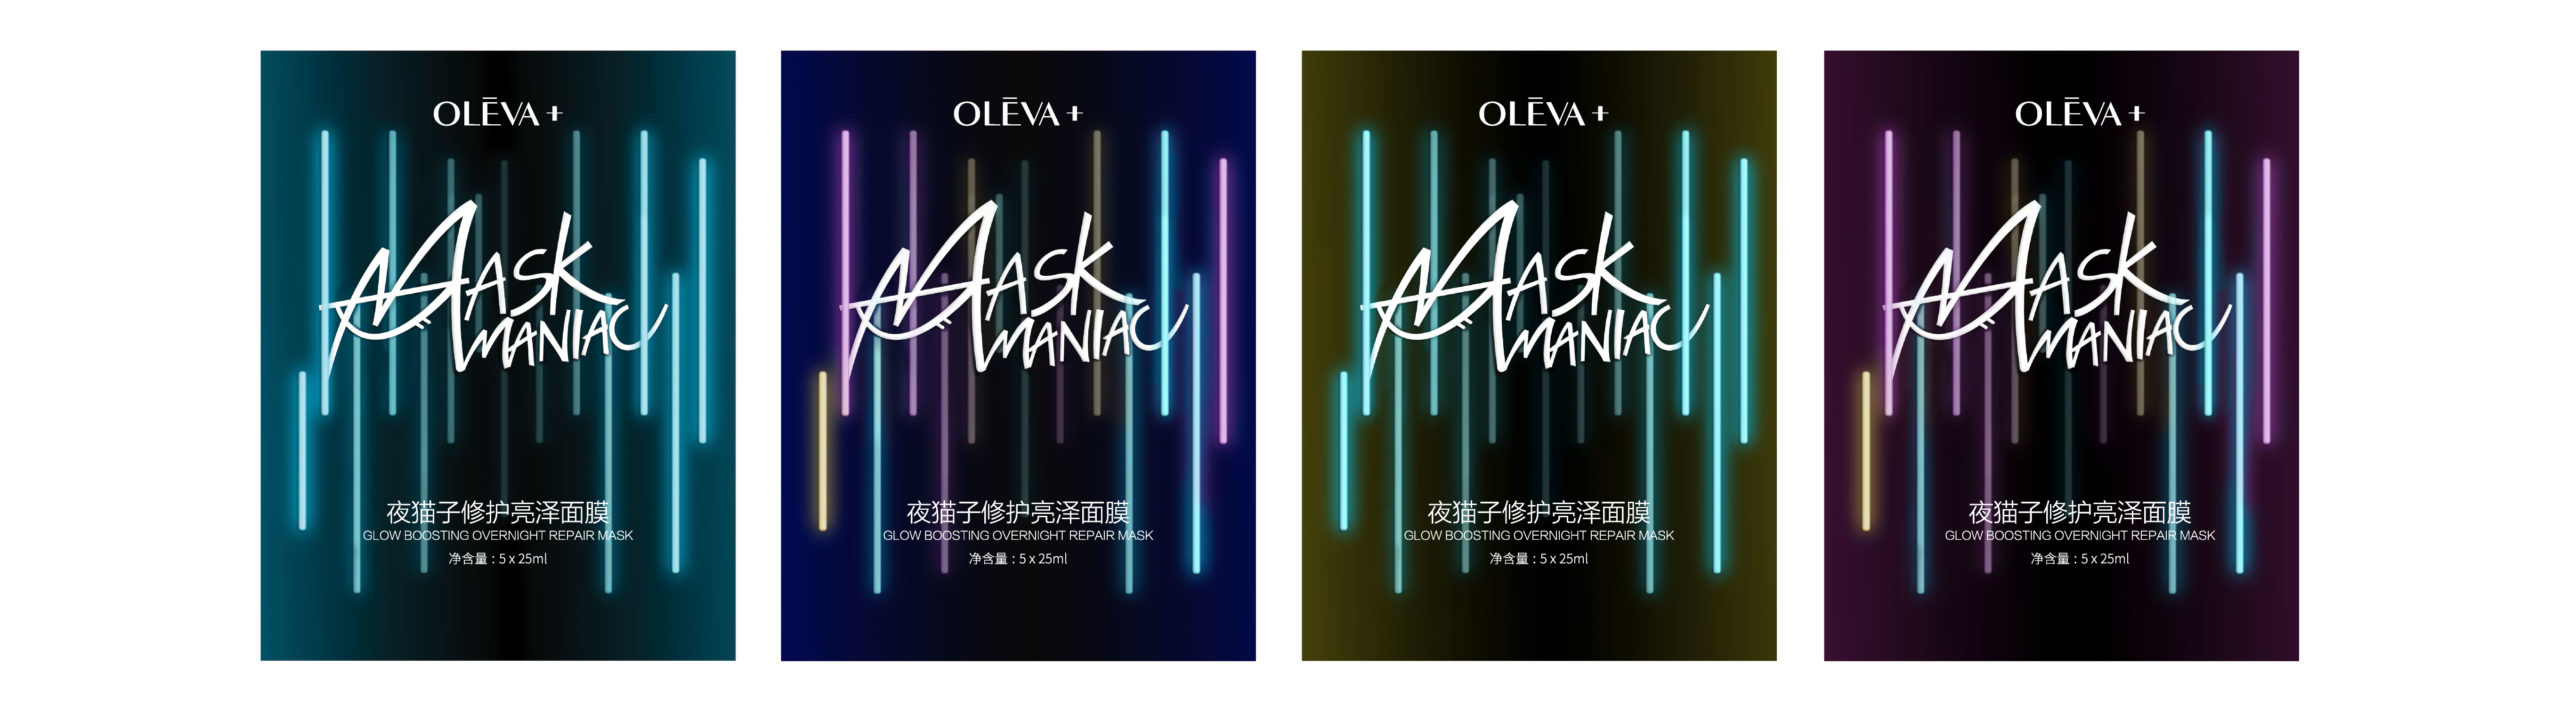 OLĒVA+
MASK
MANIAC
夜猫子修护亮泽面膜
GLOW BOOSTING OVERNIGHT REPAIR MASK
净含量：5 x 25ml
OLĒVA+
MASK
MANIAC
夜猫子修护亮泽面膜
GLOW BOOSTING OVERNIGHT REPAIR MASK
净含量：5 x 25ml
OLĒVA+
MASK
MANIAC
夜猫子修护亮泽面膜
GLOW BOOSTING OVERNIGHT REPAIR MASK
净含量：5 x 25ml
OLĒVA+
MASK
MANIAC
夜猫子修护亮泽面膜
GLOW BOOSTING OVERNIGHT REPAIR MASK
净含量：5 x 25ml